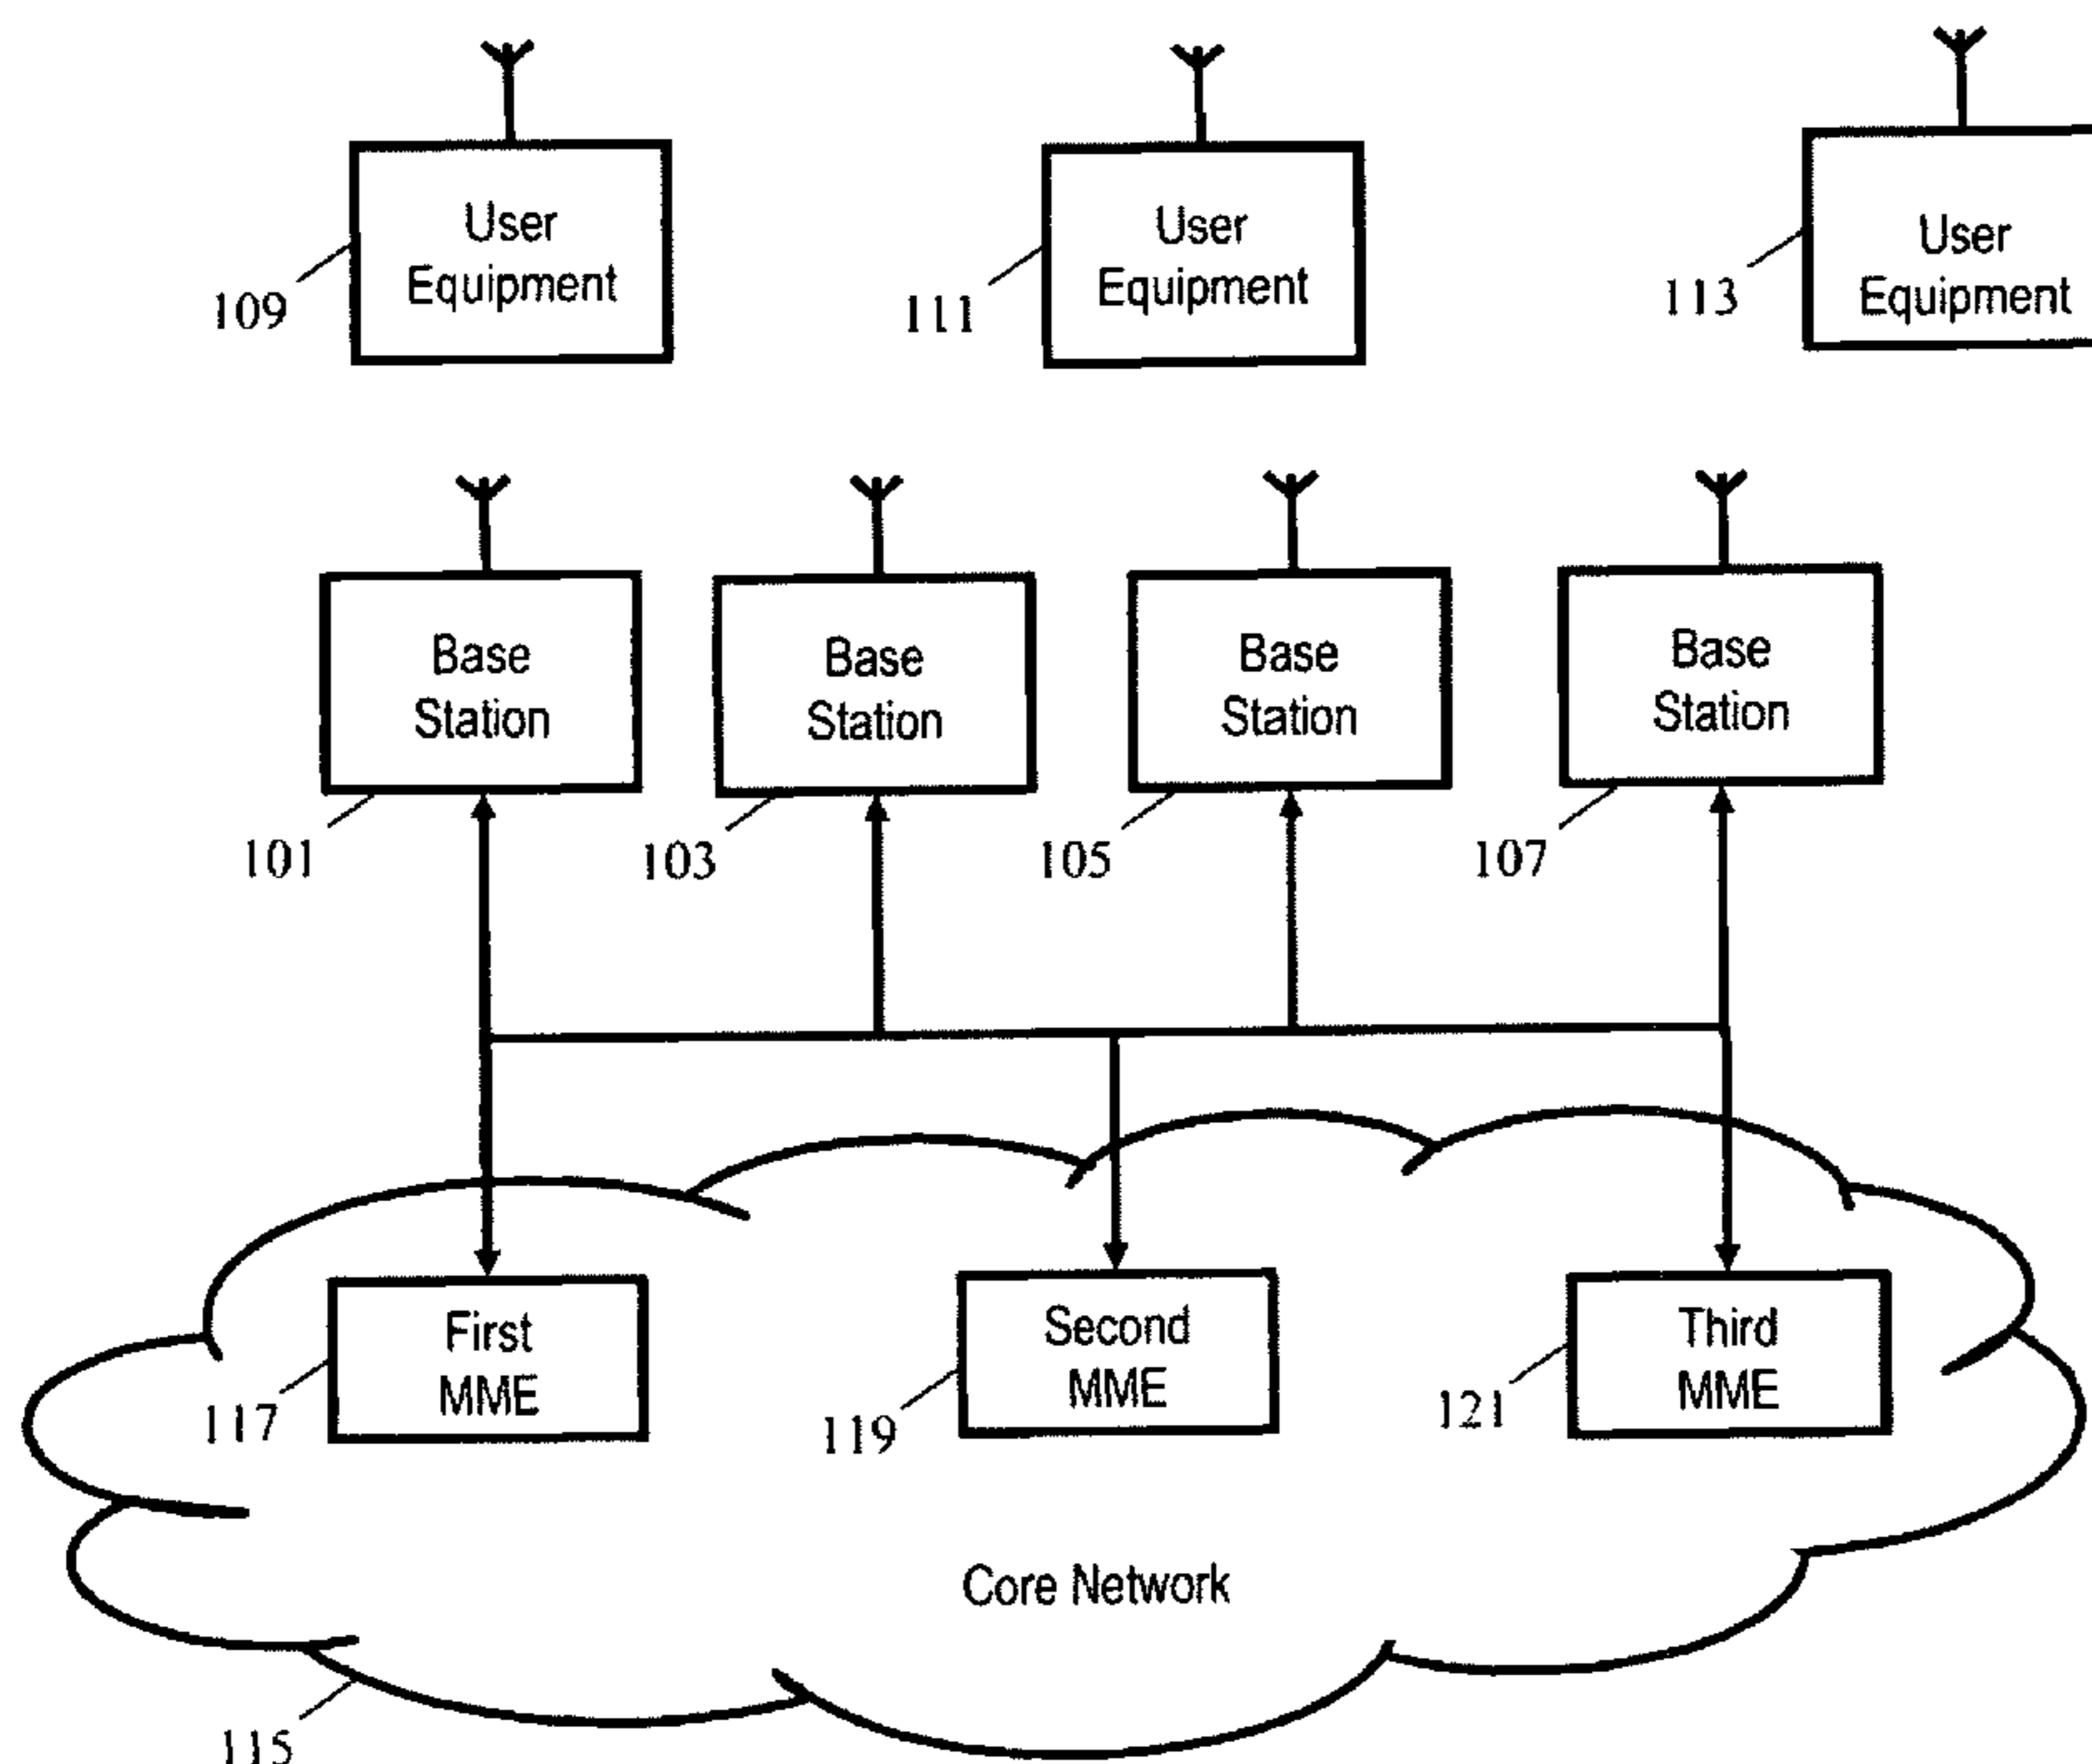 User
Equipment
109
User
Equipment
111
User
Equipment
113
Base
Station
101
Base
Station
103
Base
Station
105
Base
Station
107
First
MME
117
Second
MME
119
Third
MME
121
Core Network
115